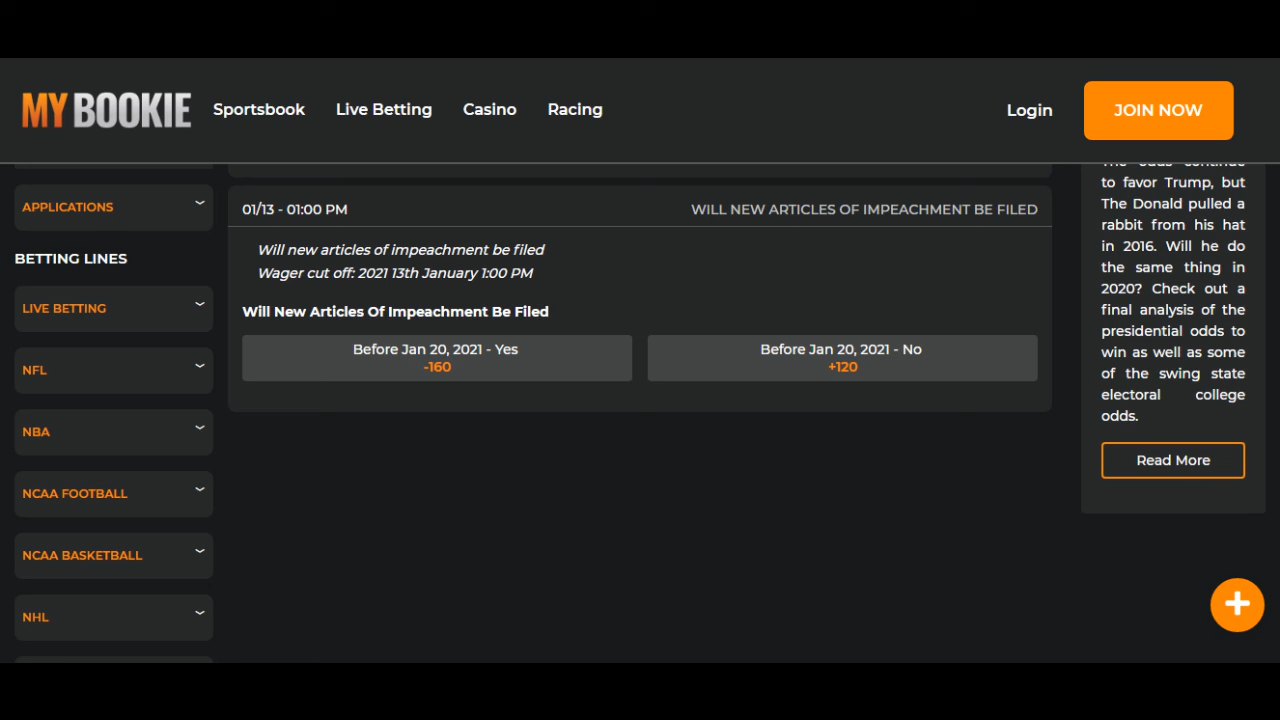 MY BOOKIE
Sportsbook
Live Betting
Casino
Racing
Login
JOIN NOW
APPLICATIONS
BETTING LINES
LIVE BETTING
NFL
NBA
NCAA FOOTBALL
NCAA BASKETBALL
NHL
01/13 - 01:00 PM
WILL NEW ARTICLES OF IMPEACHMENT BE FILED
Will new articles of impeachment be filed
Wager cut off: 2021 13th January 1:00 PM
Will New Articles Of Impeachment Be Filed
Before Jan 20, 2021 - Yes
-160
Before Jan 20, 2021 - No
+120
The odds continue
to favor Trump, but
The Donald pulled a
rabbit from his hat
in 2016. Will he do
the same thing in
2020? Check out a
final analysis of the
presidential odds to
win as well as some
of the swing state
electoral college
odds.
Read More